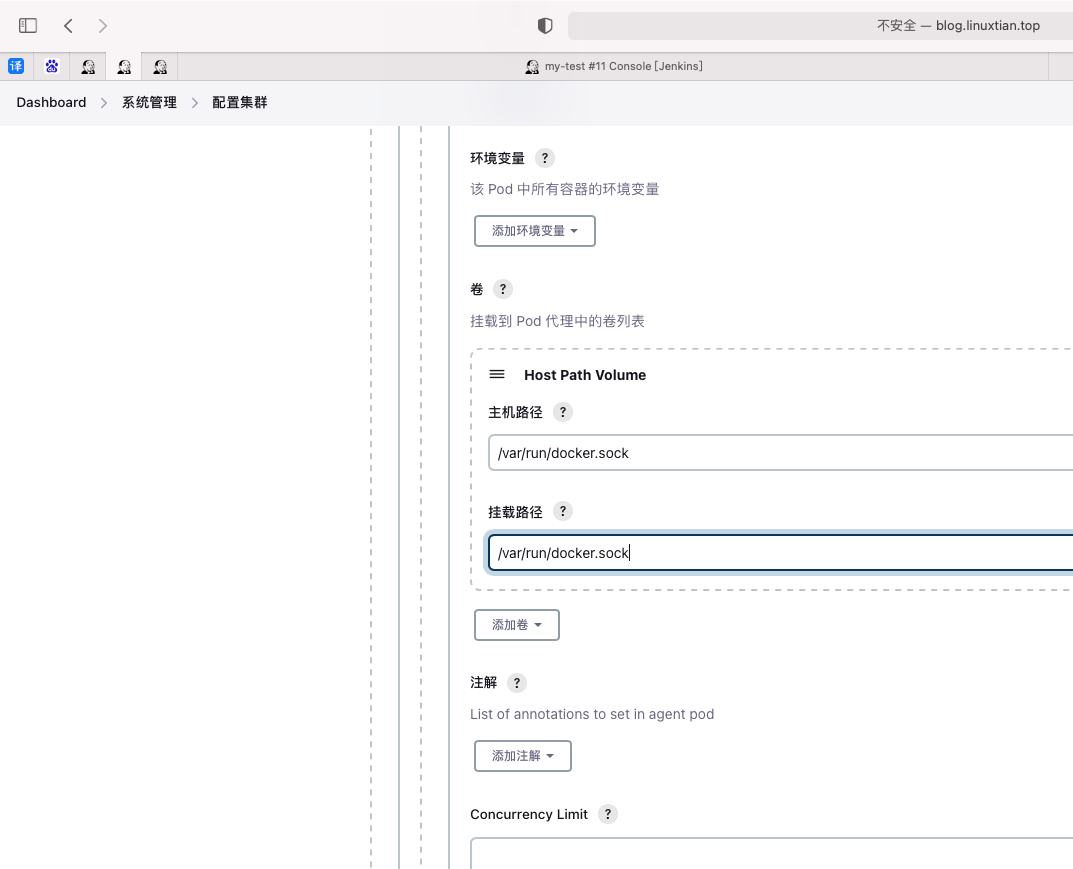 不安全 — blog.linuxtian.top
译
my-test #11 Console [Jenkins]
Dashboard > 系统管理 > 配置集群
环境变量 ?
该 Pod 中所有容器的环境变量
添加环境变量
卷 ?
挂载到 Pod 代理中的卷列表
Host Path Volume
主机路径 ?
/var/run/docker.sock
挂载路径 ?
/var/run/docker.sock
添加卷
注解 ?
List of annotations to set in agent pod
添加注解
Concurrency Limit ?